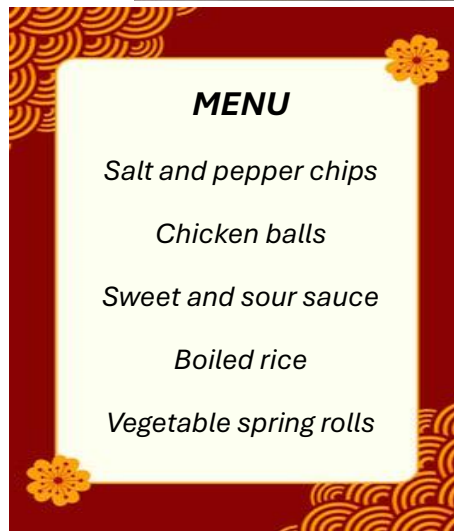 MENU
Salt and pepper chips
Chicken balls
Sweet and sour sauce
Boiled rice
Vegetable spring rolls